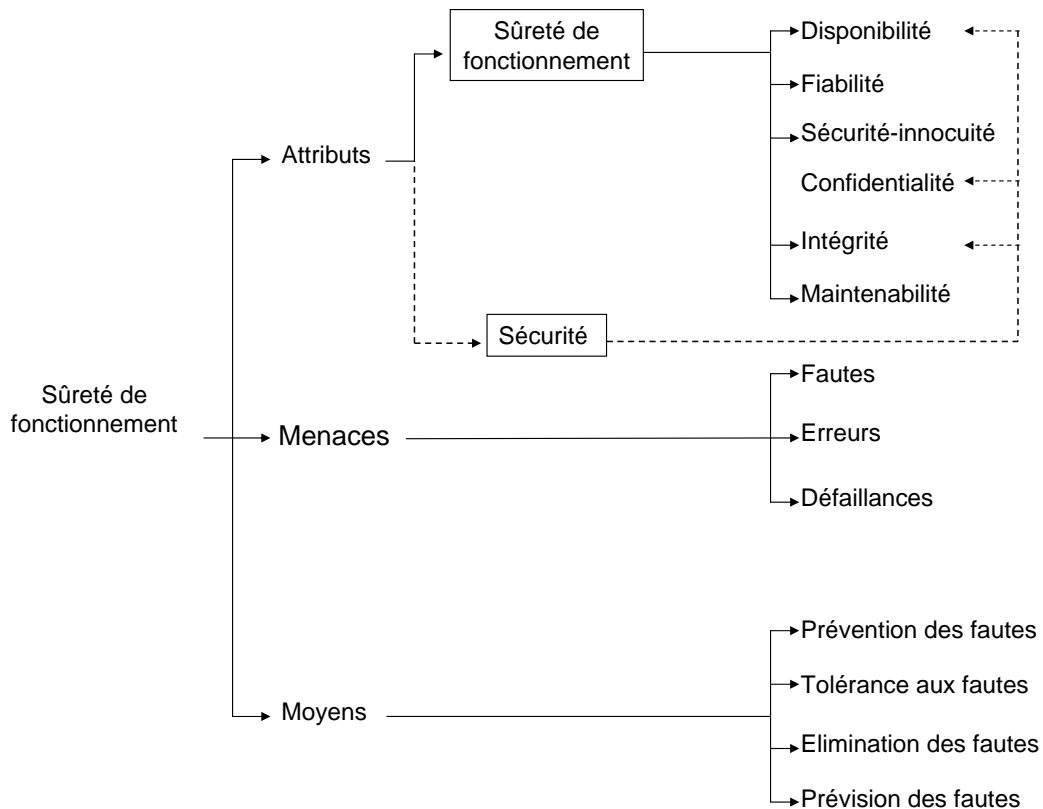 Sûreté de
fonctionnement
Disponibilité
Fiabilité
Sécurité-innocuité
Attributs
Confidentialité
Intégrité
Maintenabilité
Sécurité
Sûreté de
fonctionnement
Fautes
Menaces
Erreurs
Défaillances
Prévention des fautes
Tolérance aux fautes
Moyens
Elimination des fautes
Prévision des fautes